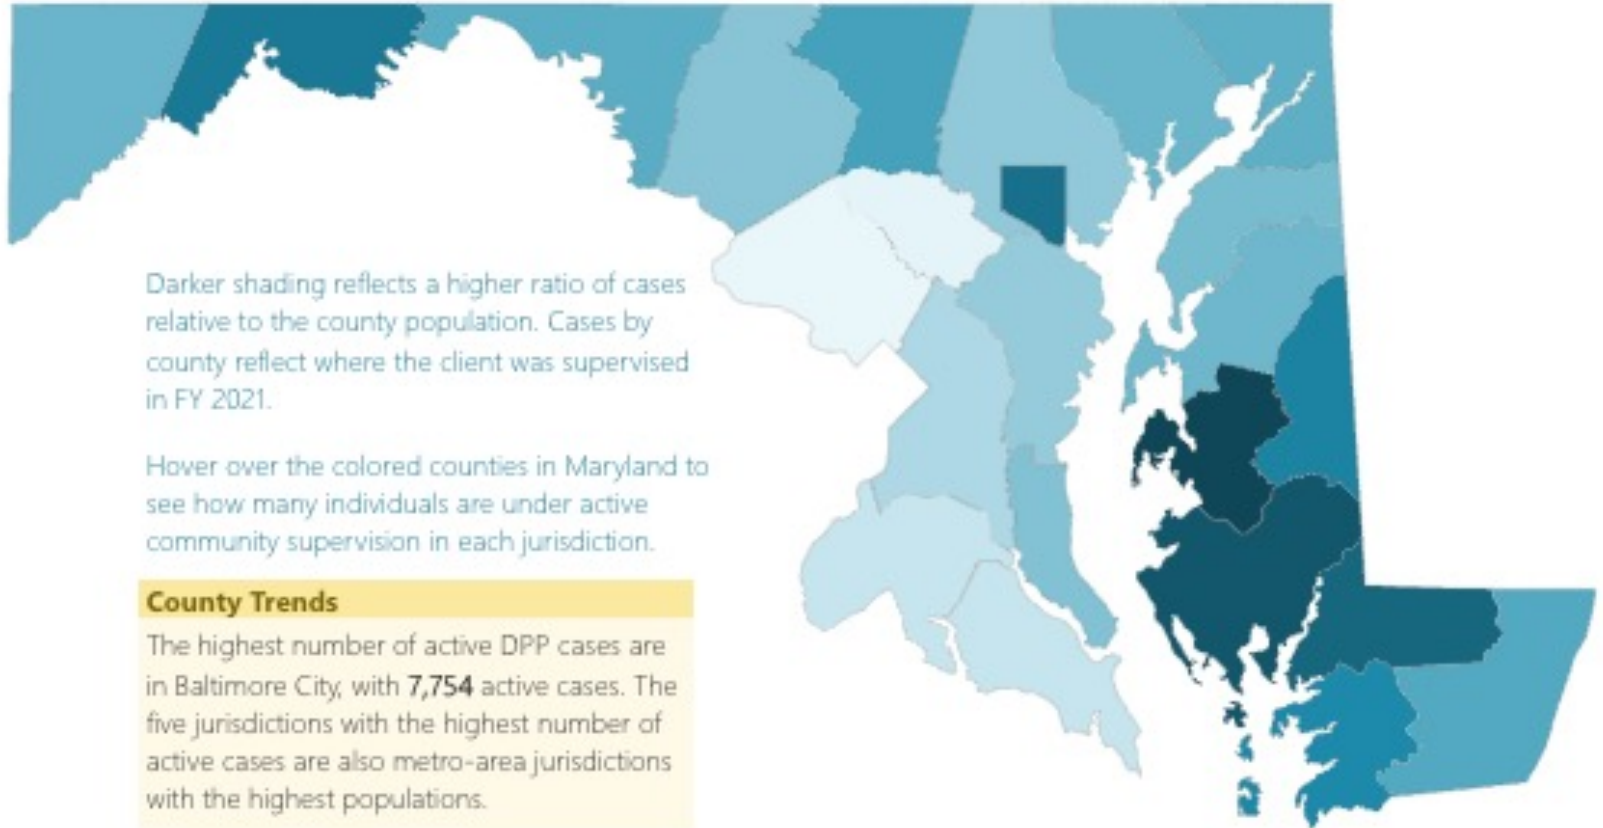 Darker shading reflects a higher ratio of cases
relative to the county population. Cases by
county reflect where the client was supervised
in FY 2021.
Hover over the colored counties in Maryland to
see how many individuals are under active
community supervision in each jurisdiction.
County Trends
The highest number of active DPP cases are
in Baltimore City, with 7,754 active cases. The
five jurisdictions with the highest number of
active cases are also metro-area jurisdictions
with the highest populations.